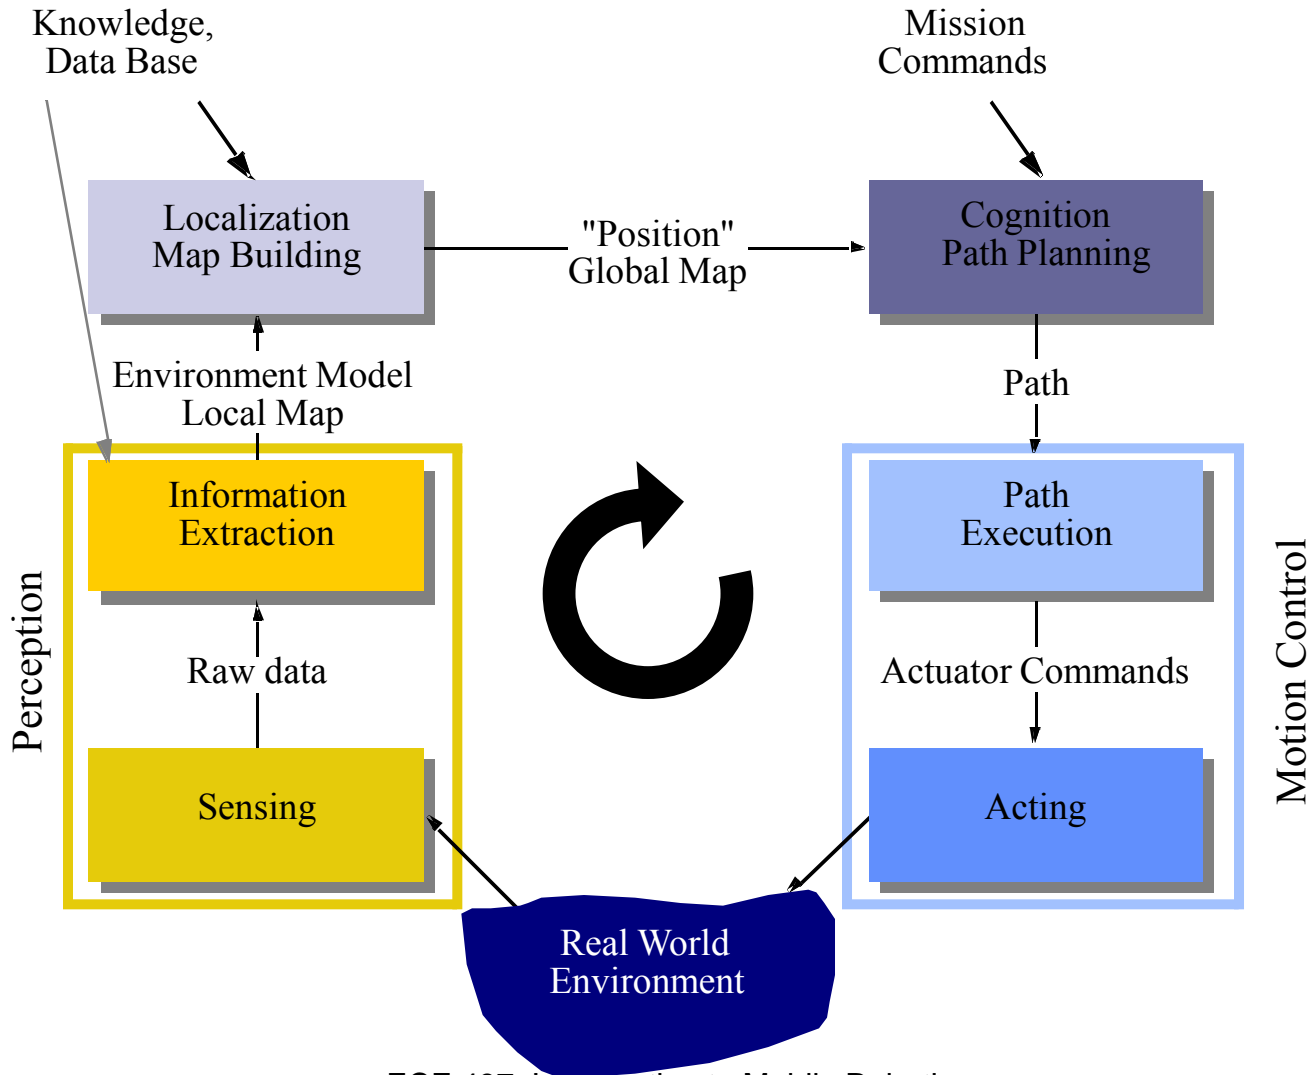 Knowledge,
Data Base
Mission
Commands
Localization
Map Building
"Position"
Global Map
Cognition
Path Planning
Environment Model
Local Map
Path
Information
Extraction
Path
Execution
Perception
Motion Control
Raw data
Actuator Commands
Sensing
Acting
Real World
Environment